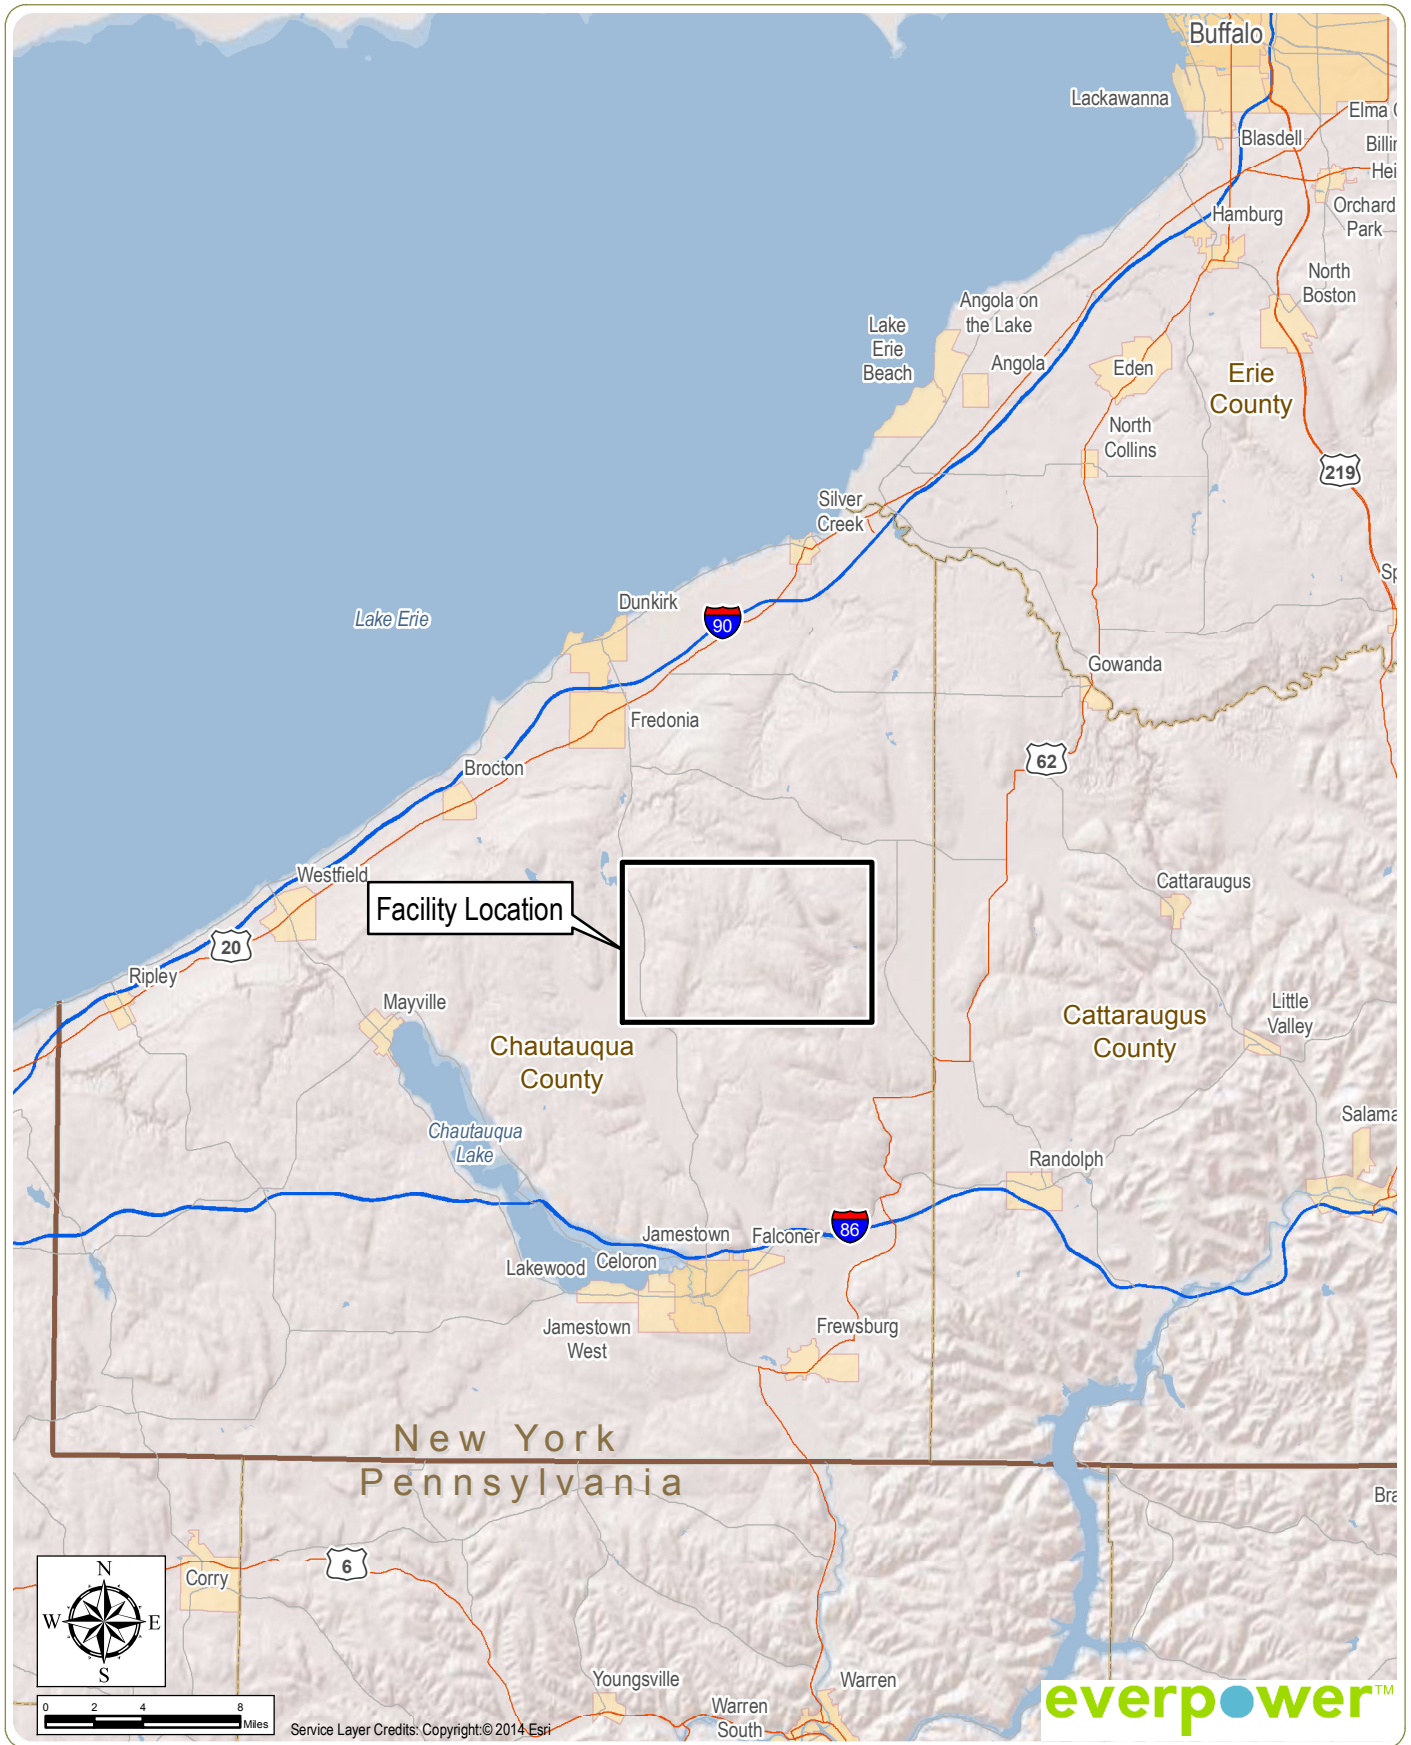 Buffalo
Lackawanna
Elma
Blasdell
Hamburg
Orchard
Park
North
Boston
Angola on
the Lake
Lake
Erie
Beach
Angola
Eden
Erie
County
North
Collins
219
Silver
Creek
Dunkirk
90
Lake Erie
Gowanda
Fredonia
62
Brocton
Westfield
Facility Location
Cattaraugus
20
Ripley
Mayville
Chautauqua
County
Cattaraugus
County
Little
Valley
Chautauqua
Lake
Salama
Randolph
86
Jamestown
Falconer
Lakewood
Celoron
Jamestown
West
Frewsburg
New York
Pennsylvania
Bra
6
Corry
N
W E
S
Youngsville
Warren
Warren
South
0 2 4 8
Miles
Service Layer Credits: Copyright:© 2014 Esri
everpower™